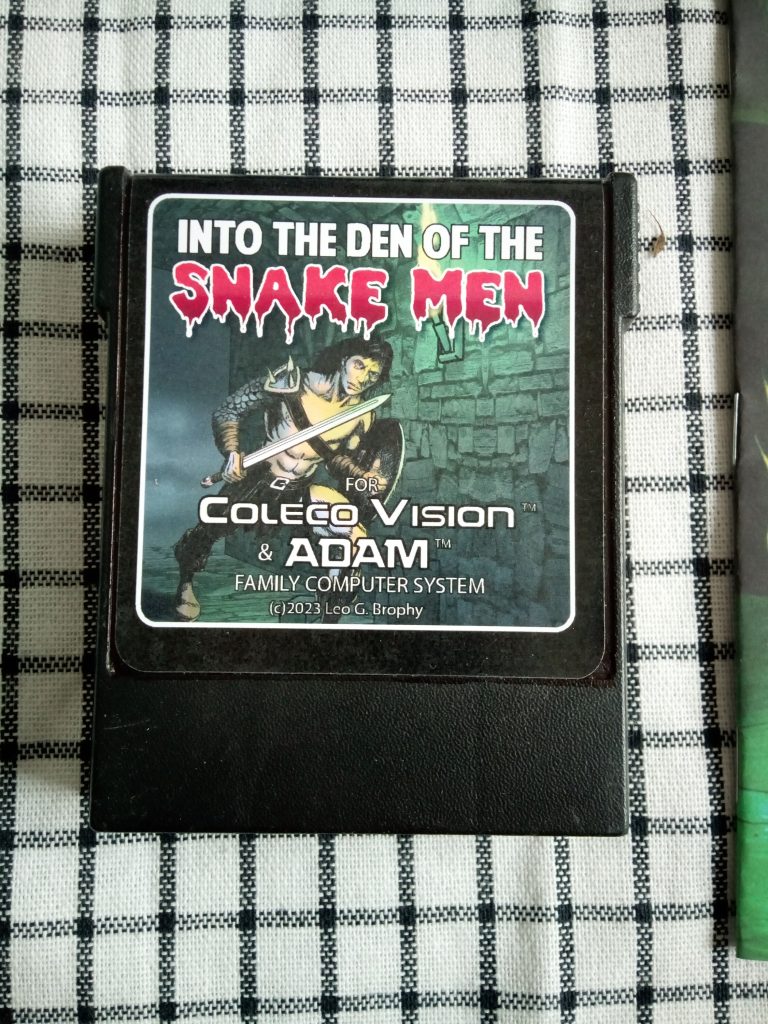 INTO THE DEN OF THE
SNAKE MEN
FOR
COLECO VISION™
& ADAM™
FAMILY COMPUTER SYSTEM
(c)2023 Leo G. Brophy